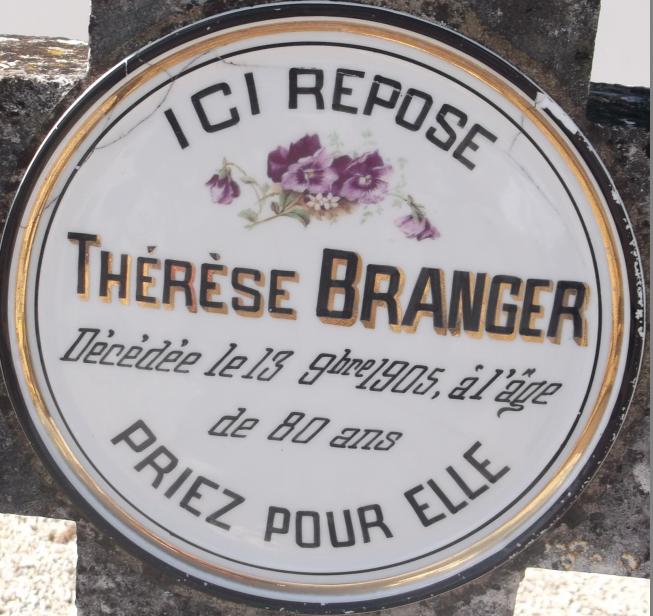 ICI REPOSE
THÉRÈSE BRANGER
Décédée le 13 9bre 1905, à l'âge
de 80 ans
PRIEZ POUR ELLE